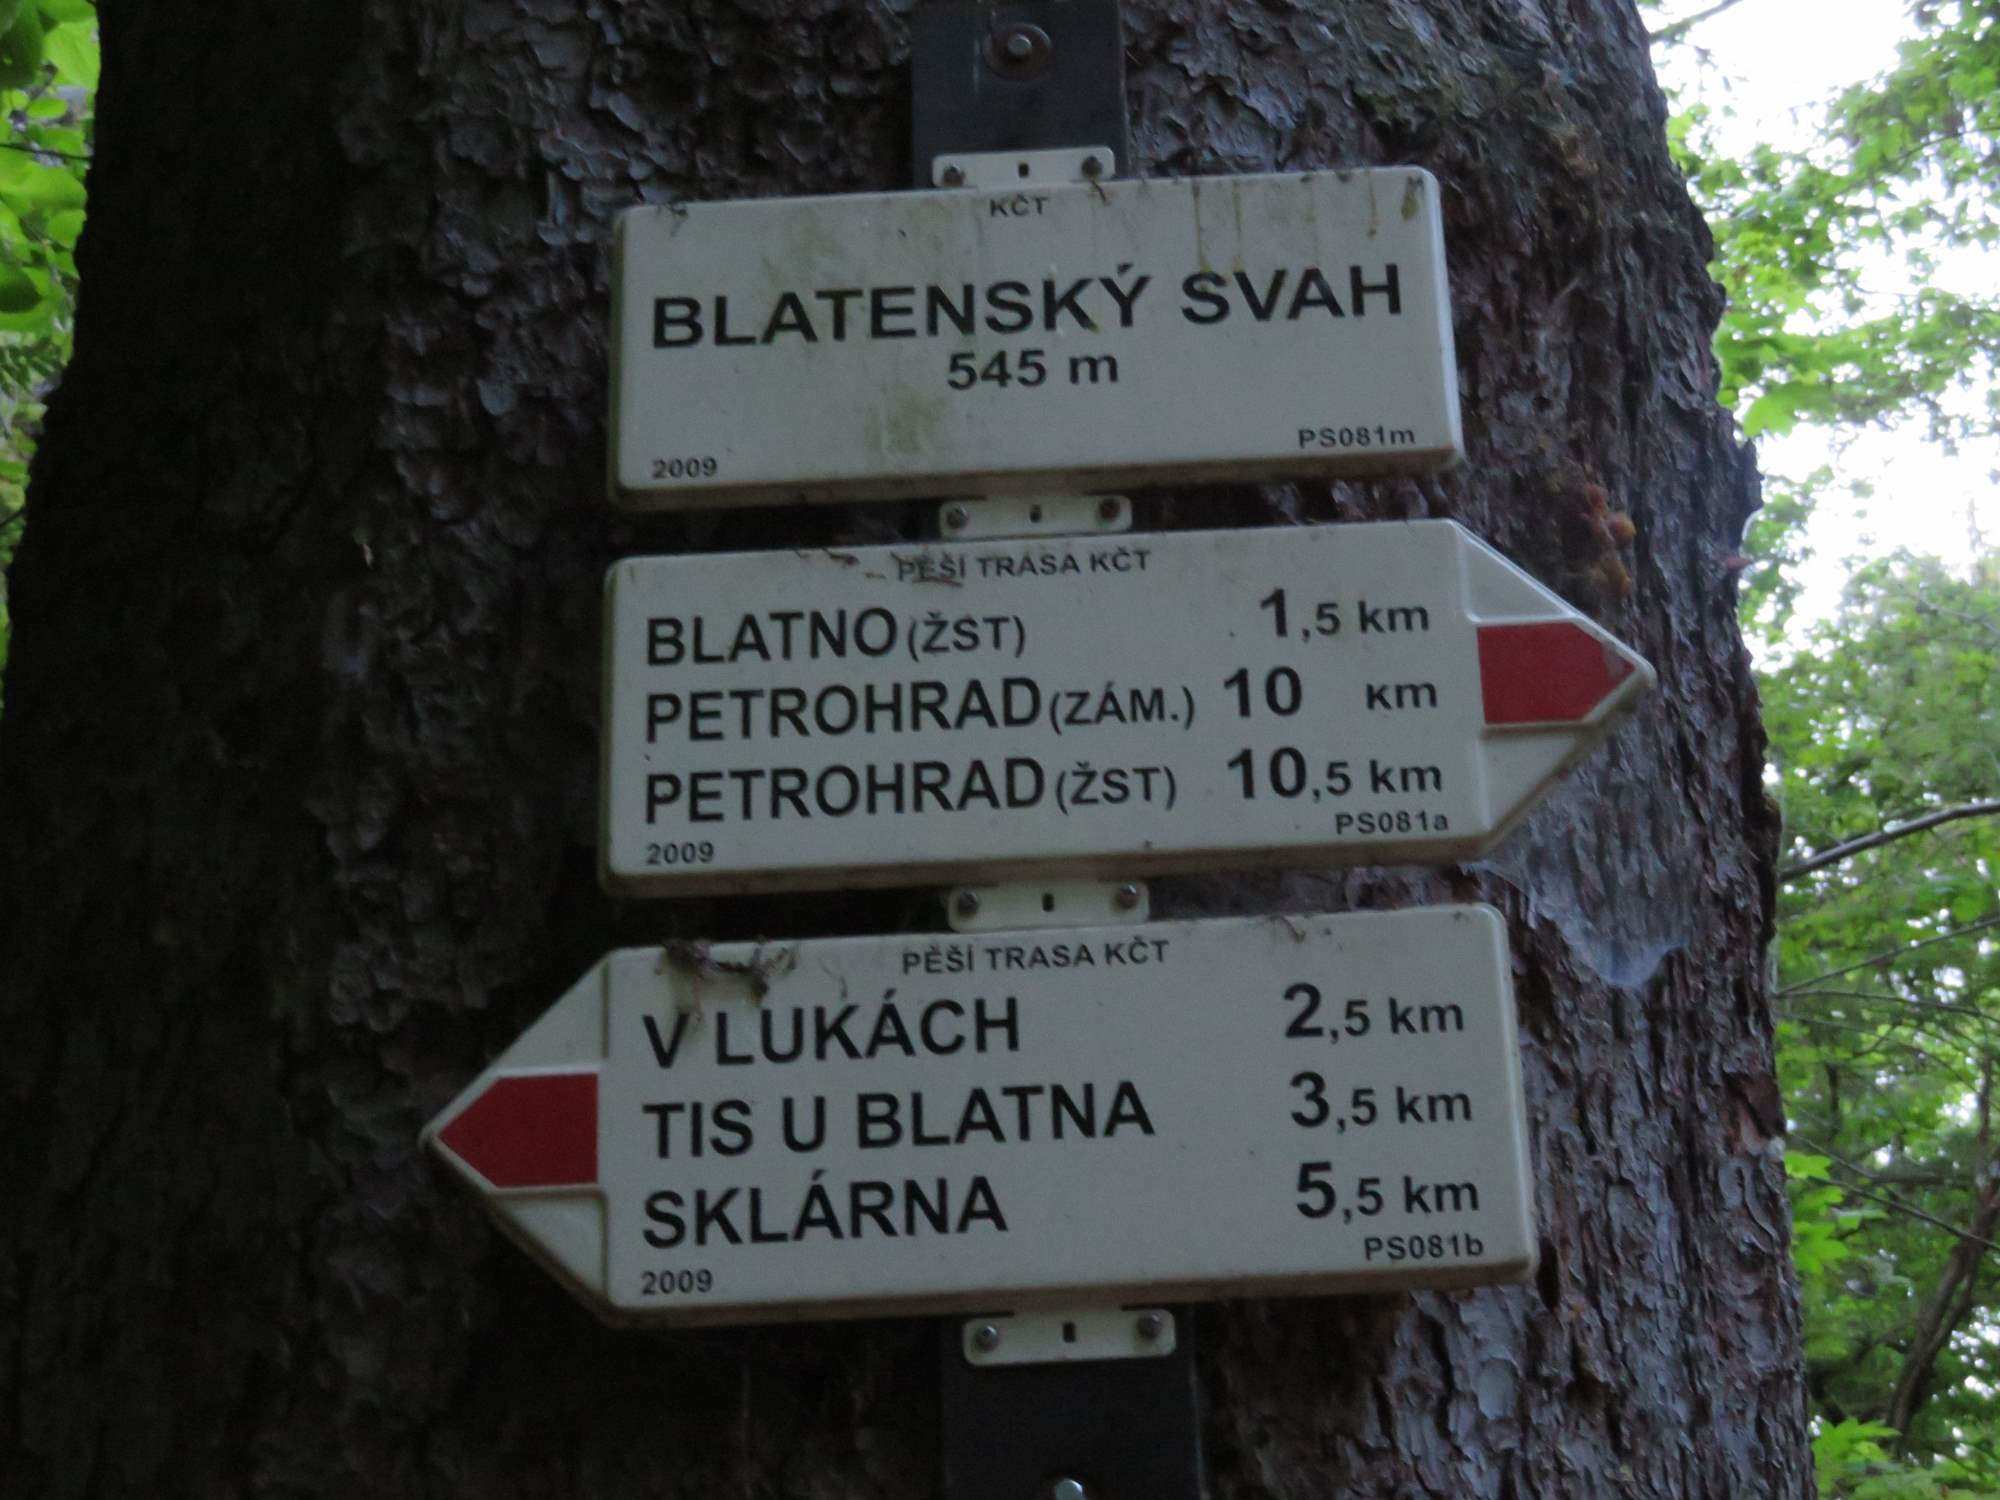 KČT
BLATENSKÝ SVAH
545 m
2009 PS081m
PĚŠÍ TRASA KČT
BLATNO (ŽST) 1,5 km
PETROHRAD (ZÁM.) 10 km
PETROHRAD (ŽST) 10,5 km
2009 PS081a
PĚŠÍ TRASA KČT
V LUKÁCH 2,5 km
TIS U BLATNA 3,5 km
SKLÁRNA 5,5 km
2009 PS081b